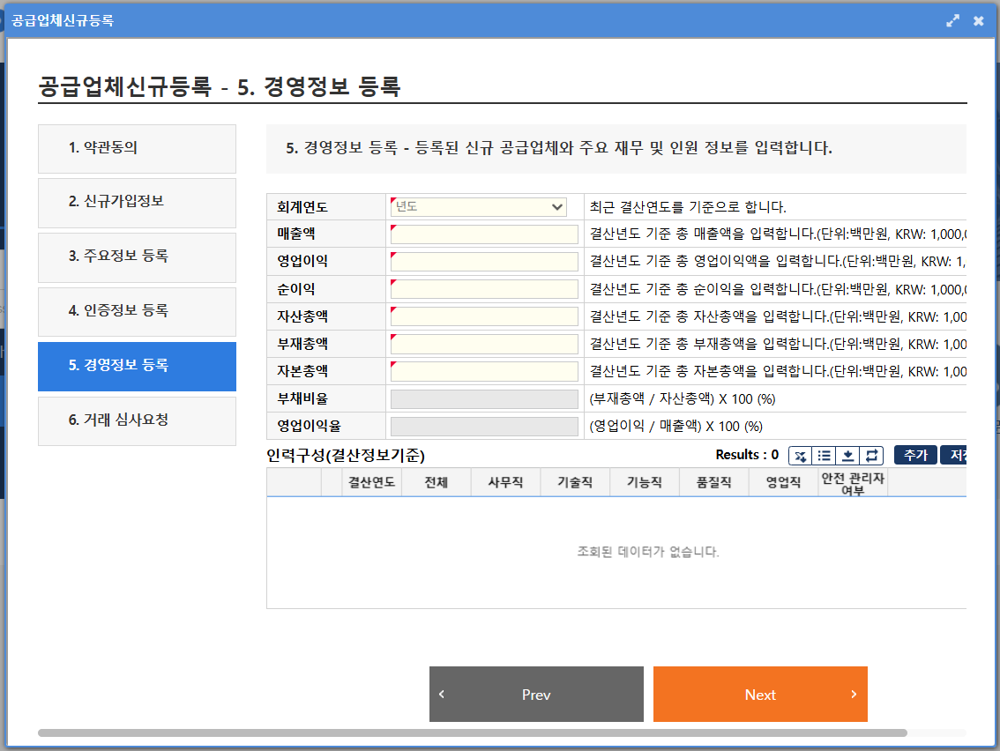 공급업체신규등록
공급업체신규등록 - 5. 경영정보 등록
1. 약관동의
2. 신규가입정보
3. 주요정보 등록
4. 인증정보 등록
5. 경영정보 등록
6. 거래 심사요청
5. 경영정보 등록 - 등록된 신규 공급업체와 주요 재무 및 인원 정보를 입력합니다.
회계연도 년도 최근 결산연도를 기준으로 합니다.
매출액 결산년도 기준 총 매출액을 입력합니다.(단위:백만원, KRW: 1,000,0
영업이익 결산년도 기준 총 영업이익액을 입력합니다.(단위:백만원, KRW: 1,
순이익 결산년도 기준 총 순이익을 입력합니다.(단위:백만원, KRW: 1,000,0
자산총액 결산년도 기준 총 자산총액을 입력합니다.(단위:백만원, KRW: 1,00
부재총액 결산년도 기준 총 부재총액을 입력합니다.(단위:백만원, KRW: 1,00
자본총액 결산년도 기준 총 자본총액을 입력합니다.(단위:백만원, KRW: 1,00
부채비율 (부재총액 / 자산총액) X 100 (%)
영업이익율 (영업이익 / 매출액) X 100 (%)
인력구성(결산정보기준) Results : 0 추가 저장
결산연도 전체 사무직 기술직 기능직 품질직 영업직 안전 관리자
여부
조회된 데이터가 없습니다.
Prev Next